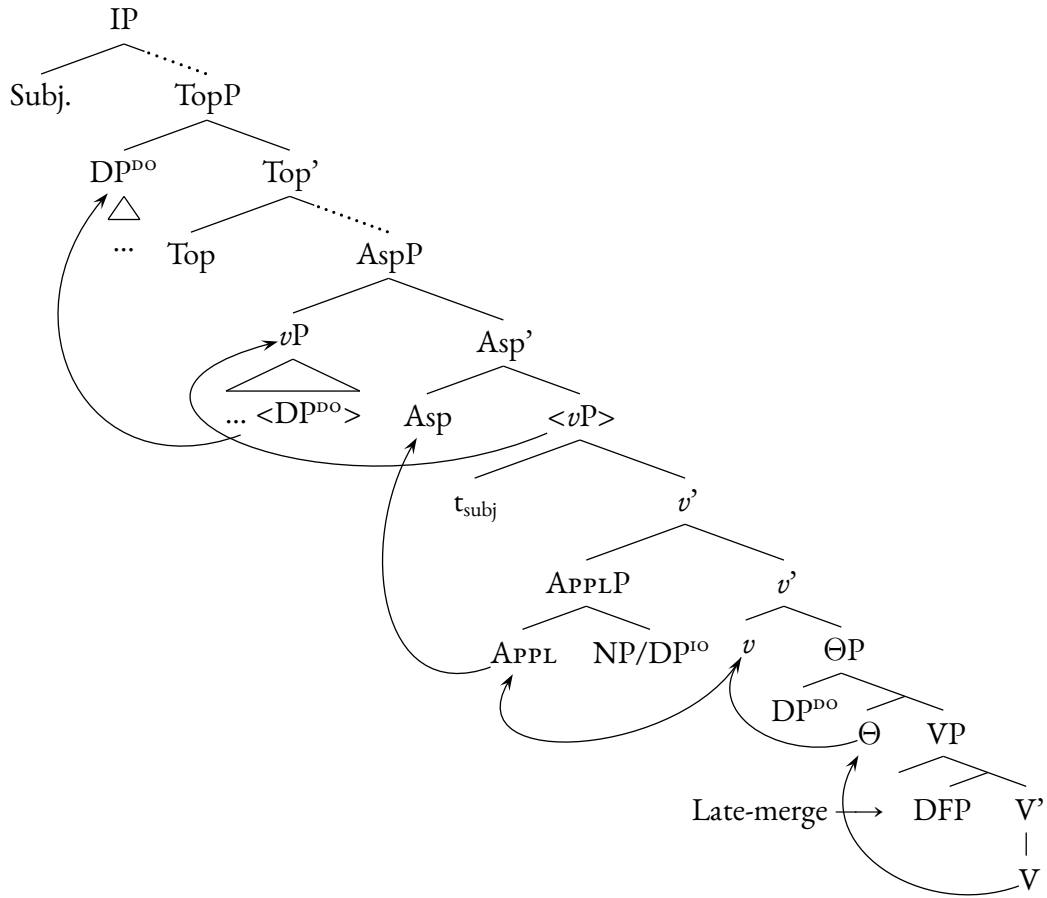 IP
Subj. TopP
DPᴰᴼ Top’
... Top AspP
vP Asp’
... <DPᴰᴼ> Asp <vP>
tsubj v’
ApplP v’
Appl NP/DPᴵᴼ v ΘP
DPᴰᴼ Θ VP
Late-merge DFP V’
V